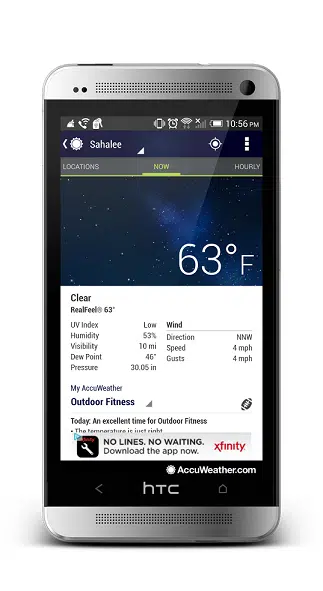 10:56 PM
Sahalee
LOCATIONS NOW HOURLY
63°F
Clear
RealFeel® 63°
UV Index Low
Humidity 53%
Visibility 10 mi
Dew Point 46°
Pressure 30.05 in
Wind
Direction NNW
Speed 4 mph
Gusts 4 mph
My AccuWeather
Outdoor Fitness
Today: An excellent time for Outdoor Fitness
• The temperature is just right
NO LINES. NO WAITING.
Download the app now.
xfinity
AccuWeather.com
hTC